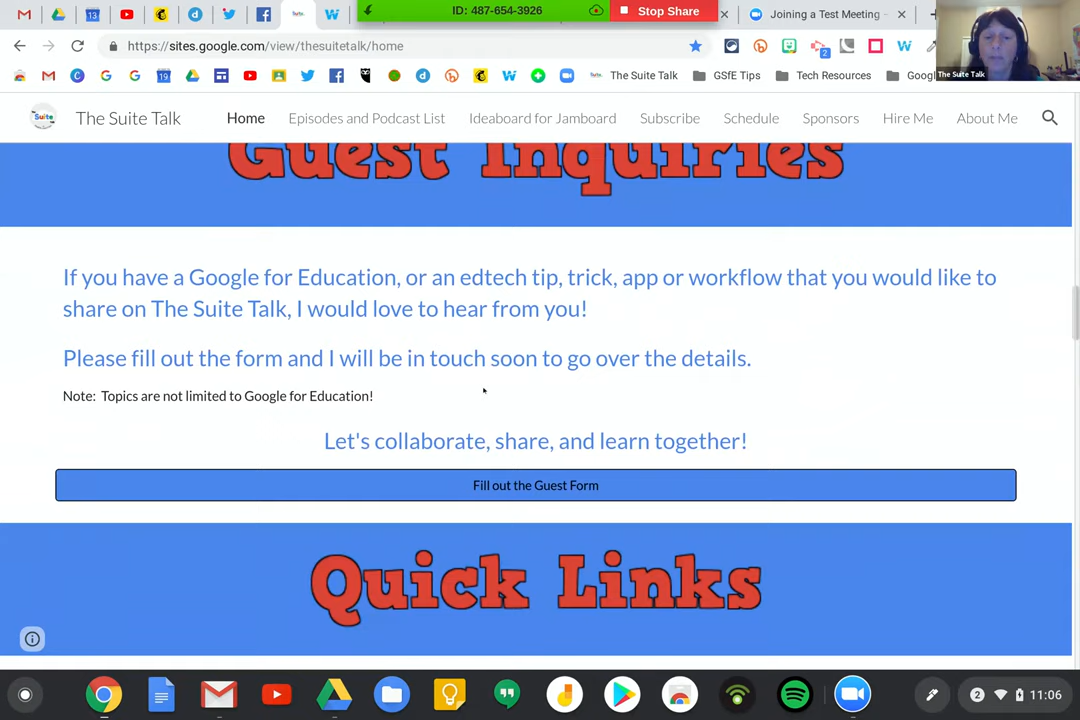 ID: 487-654-3926
Stop Share
Joining a Test Meeting
https://sites.google.com/view/thesuitetalk/home
2
The Suite Talk
The Suite Talk
GSfE Tips
Tech Resources
Suite
The Suite Talk
Home
Episodes and Podcast List
Ideaboard for Jamboard
Subscribe
Schedule
Sponsors
Hire Me
About Me
Guest Inquiries
If you have a Google for Education, or an edtech tip, trick, app or workflow that you would like to
share on The Suite Talk, I would love to hear from you!
Please fill out the form and I will be in touch soon to go over the details.
Note: Topics are not limited to Google for Education!
Let's collaborate, share, and learn together!
Fill out the Guest Form
Quick Links
2
11:06